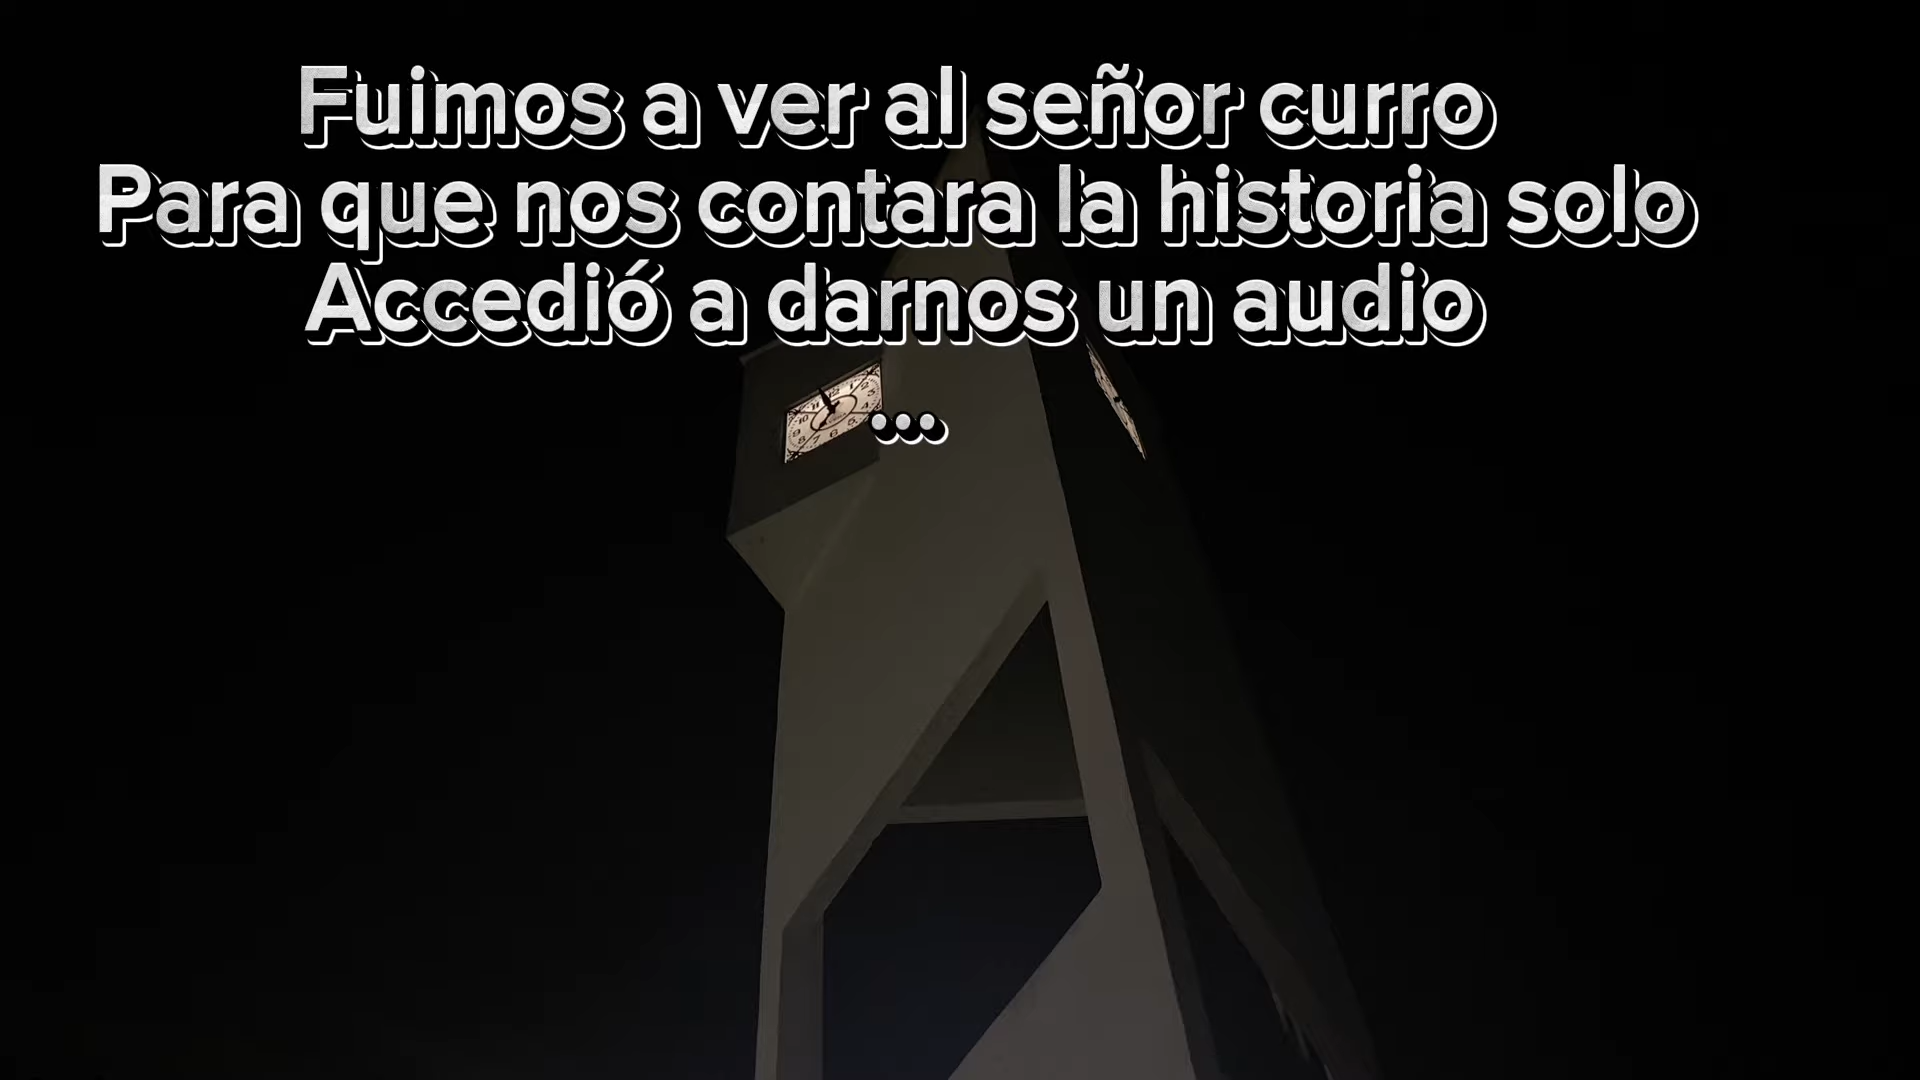 Fuimos a ver al señor curro
Para que nos contara la historia solo
Accedió a darnos un audio
...